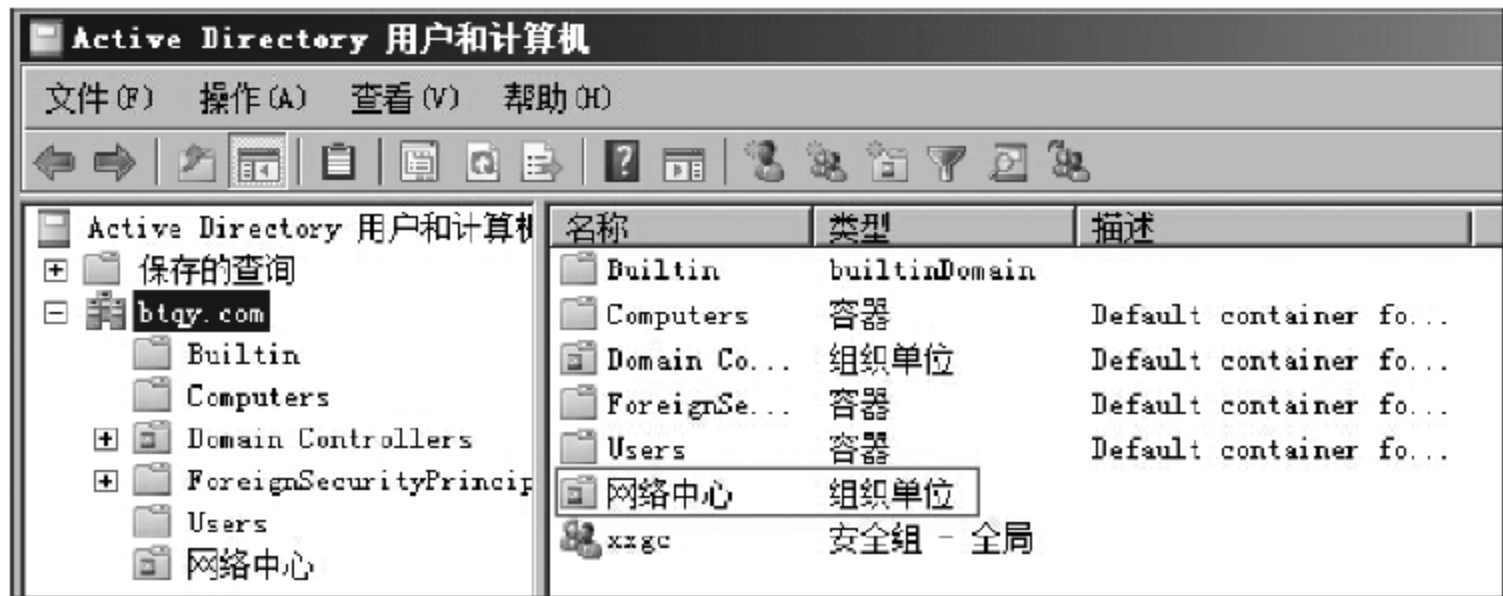 Active Directory 用户和计算机
文件(F) 操作(A) 查看(V) 帮助(H)
Active Directory 用户和计算机
保存的查询
btqy.com
Builtin
Computers
Domain Controllers
ForeignSecurityPrincip
Users
网络中心
名称 类型 描述
Builtin builtinDomain
Computers 容器 Default container fo...
Domain Co... 组织单位 Default container fo...
ForeignSe... 容器 Default container fo...
Users 容器 Default container fo...
网络中心 组织单位
xxgc 安全组 - 全局